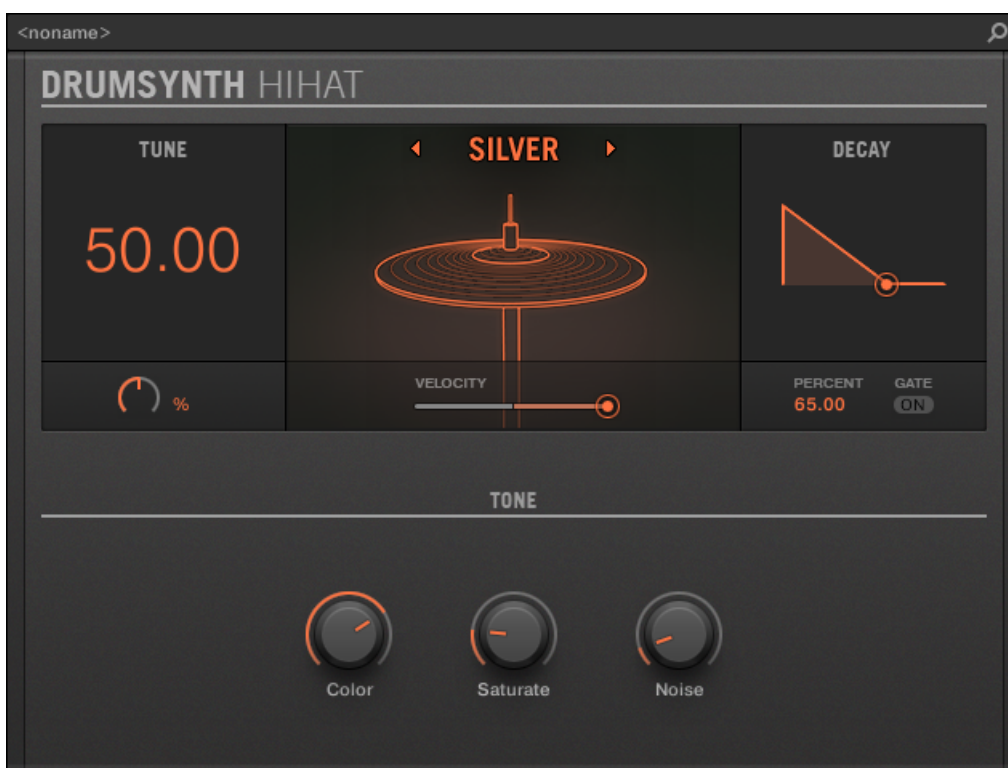 <noname>
DRUMSYNTH HIHAT
TUNE
SILVER
DECAY
50.00
%
VELOCITY
PERCENT GATE
65.00 ON
TONE
Color Saturate Noise